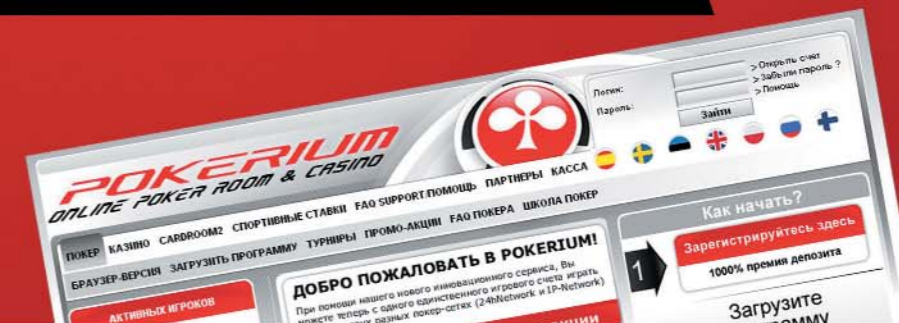 > Открыть счет
> Забыли пароль ?
> Помощь
Логин:
Пароль:
Зайти
POKERIUM
ONLINE POKER ROOM & CASINO
ПОКЕР КАЗИНО CARDROOM2 СПОРТИВНЫЕ СТАВКИ FAQ SUPPORT/ПОМОЩЬ ПАРТНЕРЫ КАССА
БРАУЗЕР-ВЕРСИЯ ЗАГРУЗИТЬ ПРОГРАММУ ТУРНИРЫ ПРОМО-АКЦИИ FAQ ПОКЕРА ШКОЛА ПОКЕР
АКТИВНЫХ ИГРОКОВ
ДОБРО ПОЖАЛОВАТЬ В POKERIUM!
При помощи нашего нового инновационного сервиса, Вы
можете теперь с одного единственного игрового счета играть
разных покер-сетях (24hNetwork и IP-Network)
Как начать?
1
Зарегистрируйтесь здесь
1000% премия депозита
Загрузите